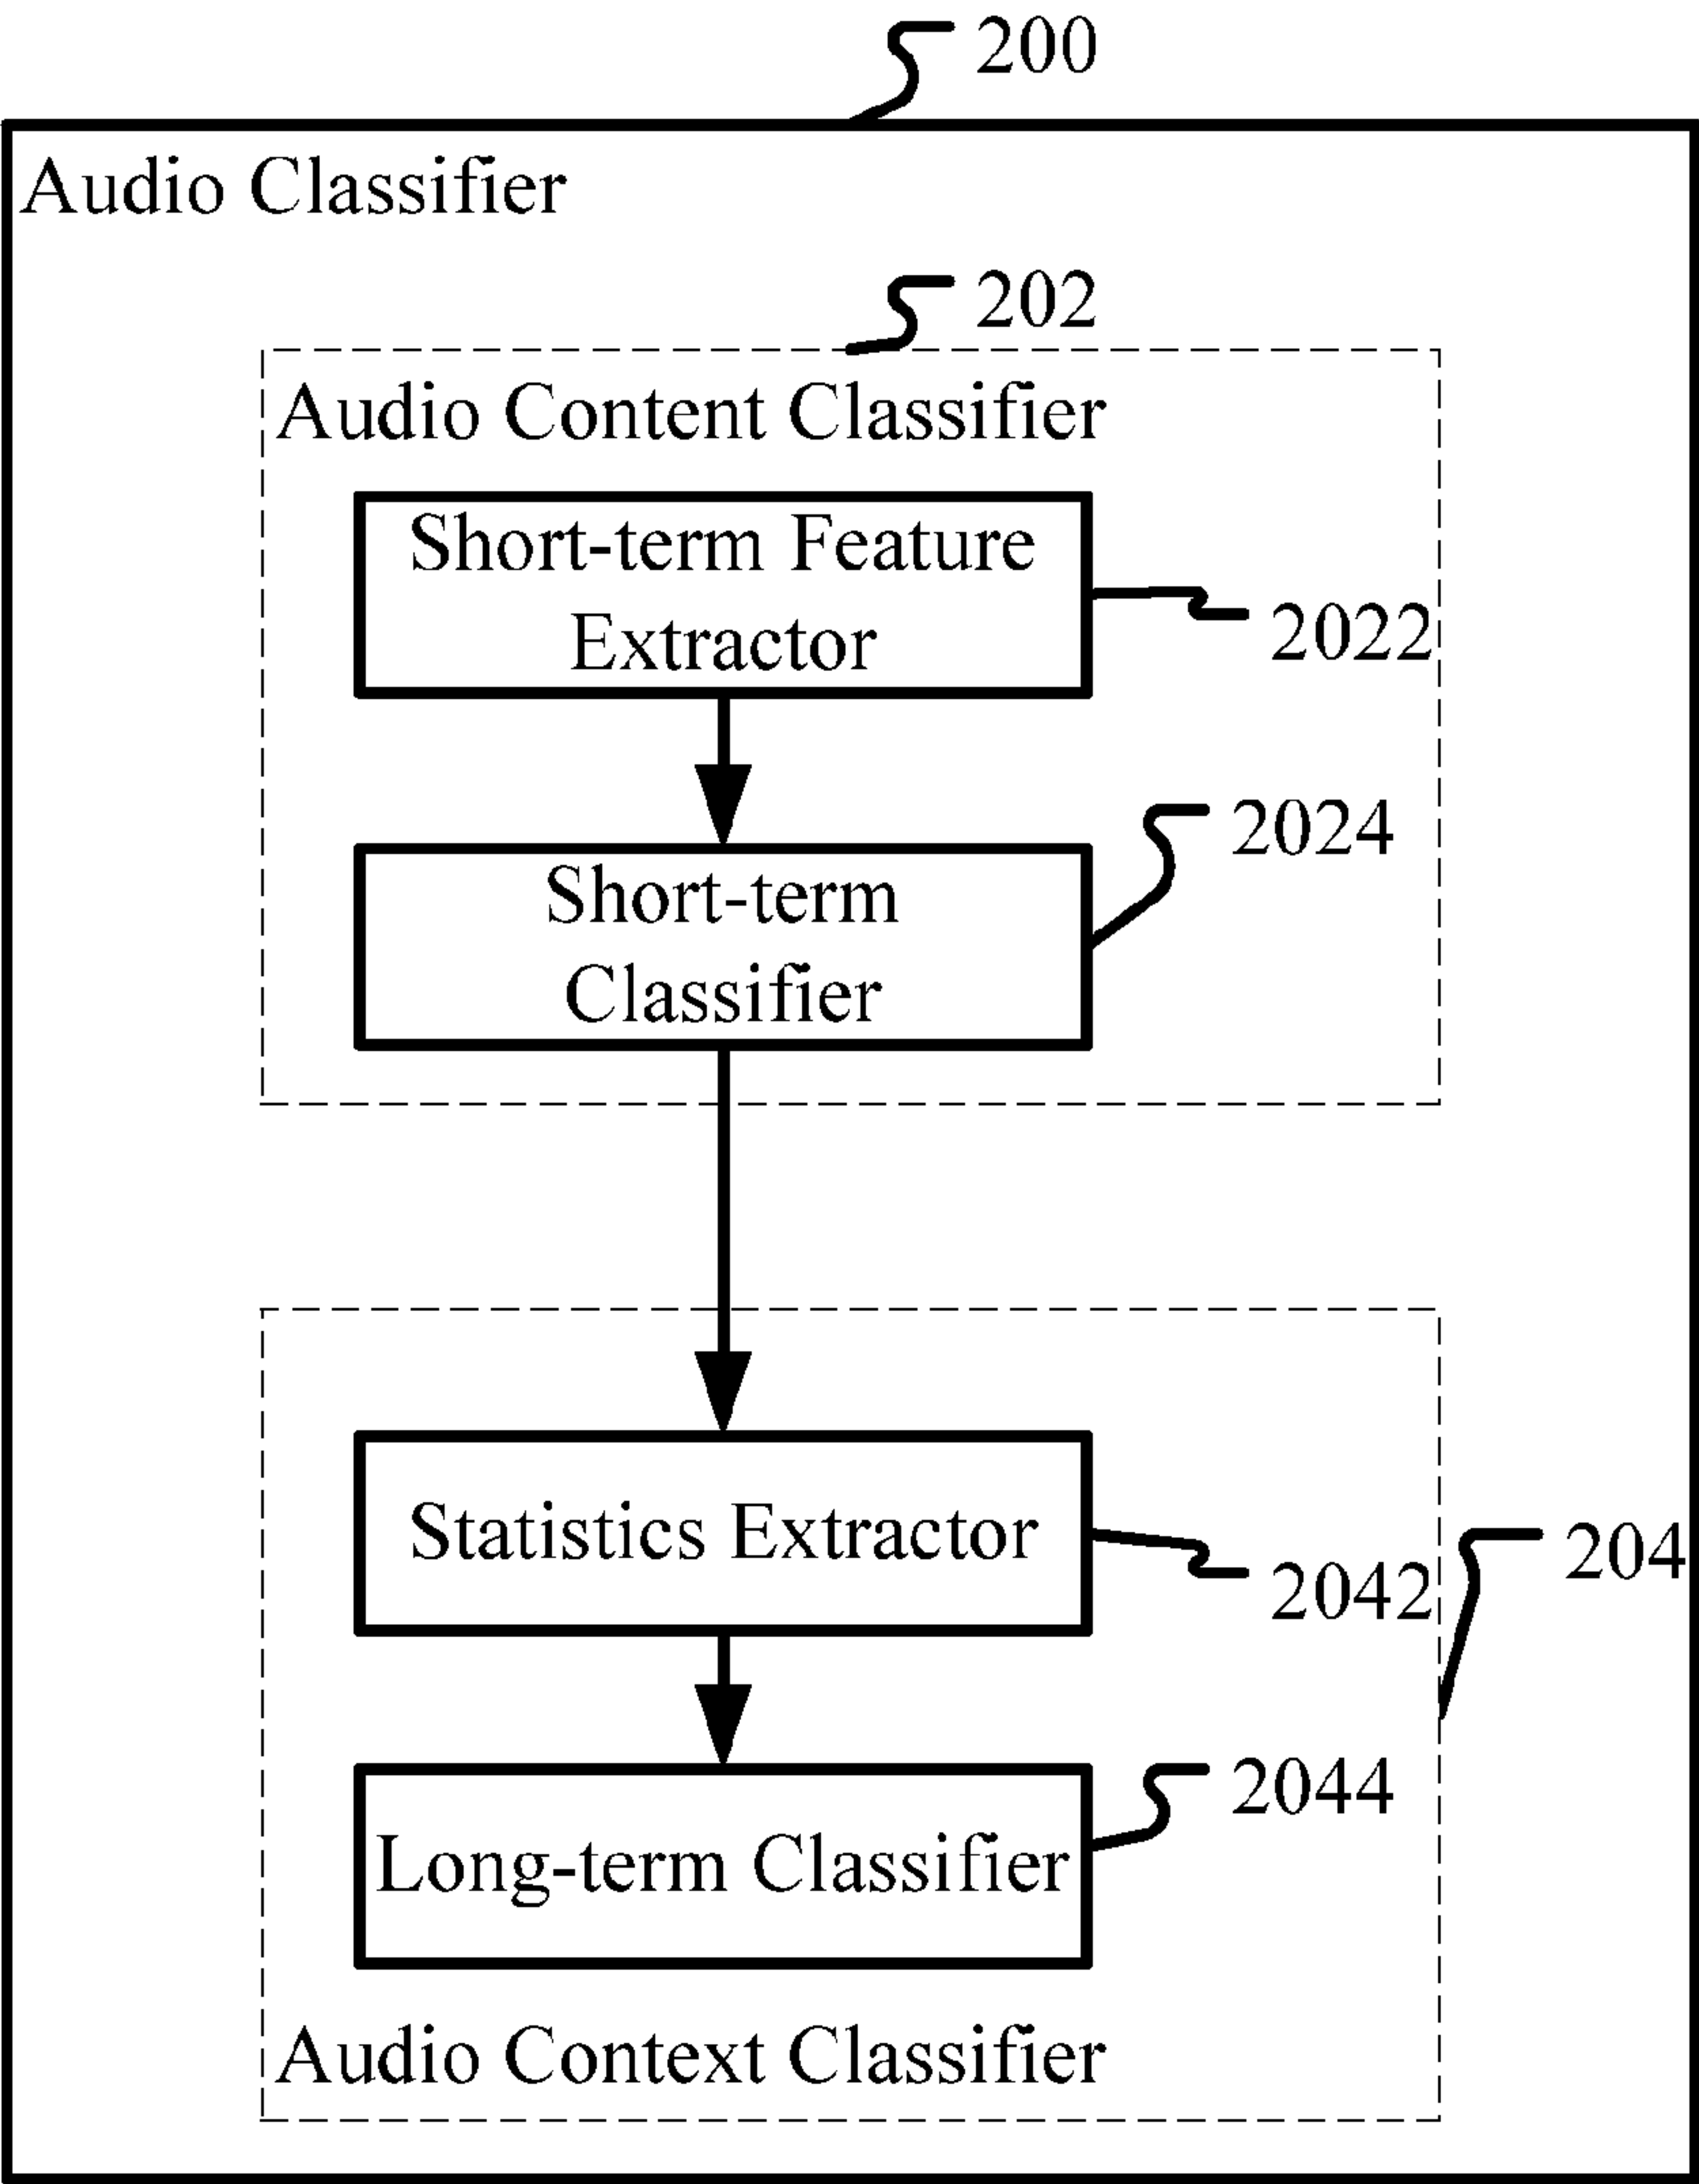 200
Audio Classifier
202
Audio Content Classifier
Short-term Feature
Extractor
2022
2024
Short-term
Classifier
Statistics Extractor
2042
204
2044
Long-term Classifier
Audio Context Classifier